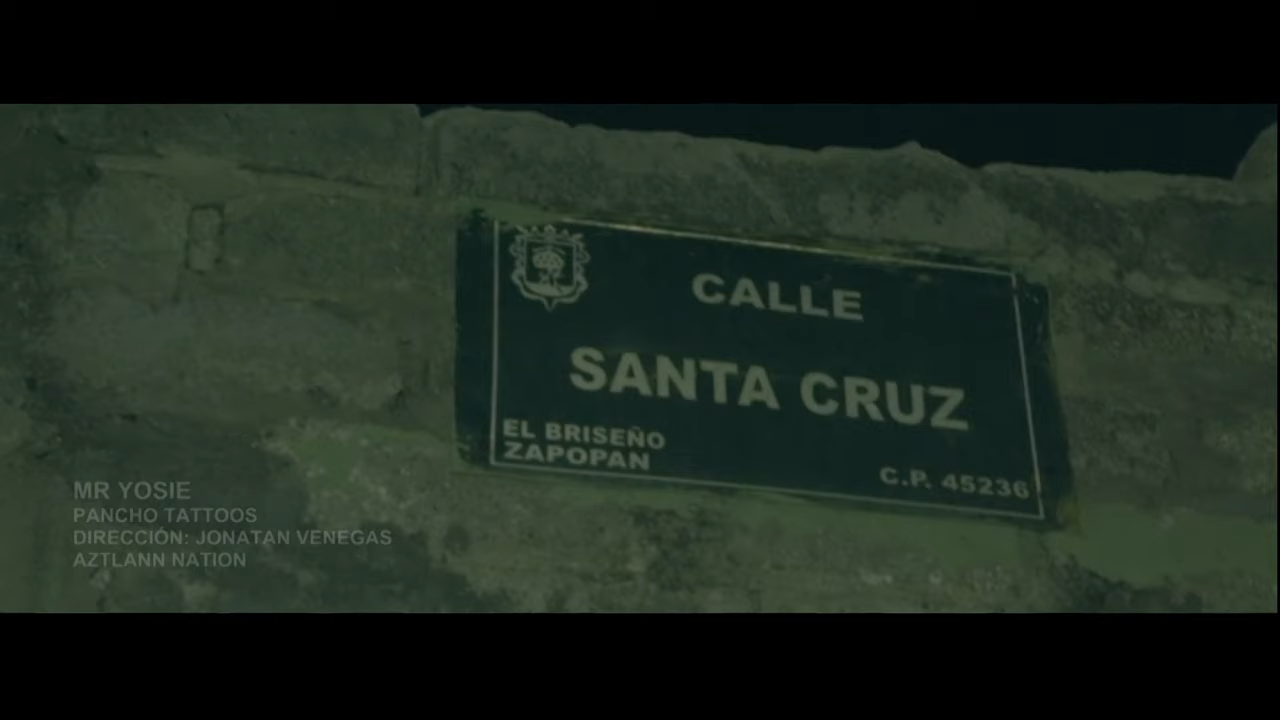 CALLE
SANTA CRUZ
EL BRISEÑO
ZAPOPAN
C.P. 45236
MR YOSIE
PANCHO TATTOOS
DIRECCIÓN: JONATAN VENEGAS
AZTLANN NATION